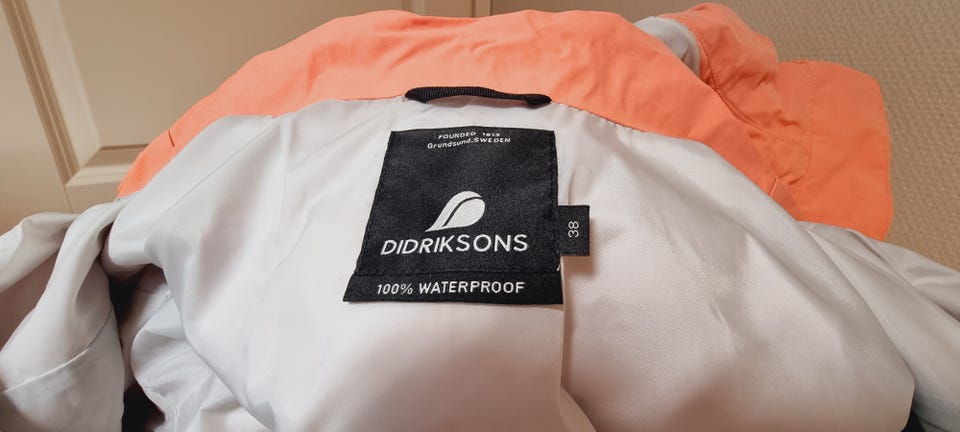 FOUNDED 1913
Grundsund.SWEDEN
DIDRIKSONS
38
100% WATERPROOF